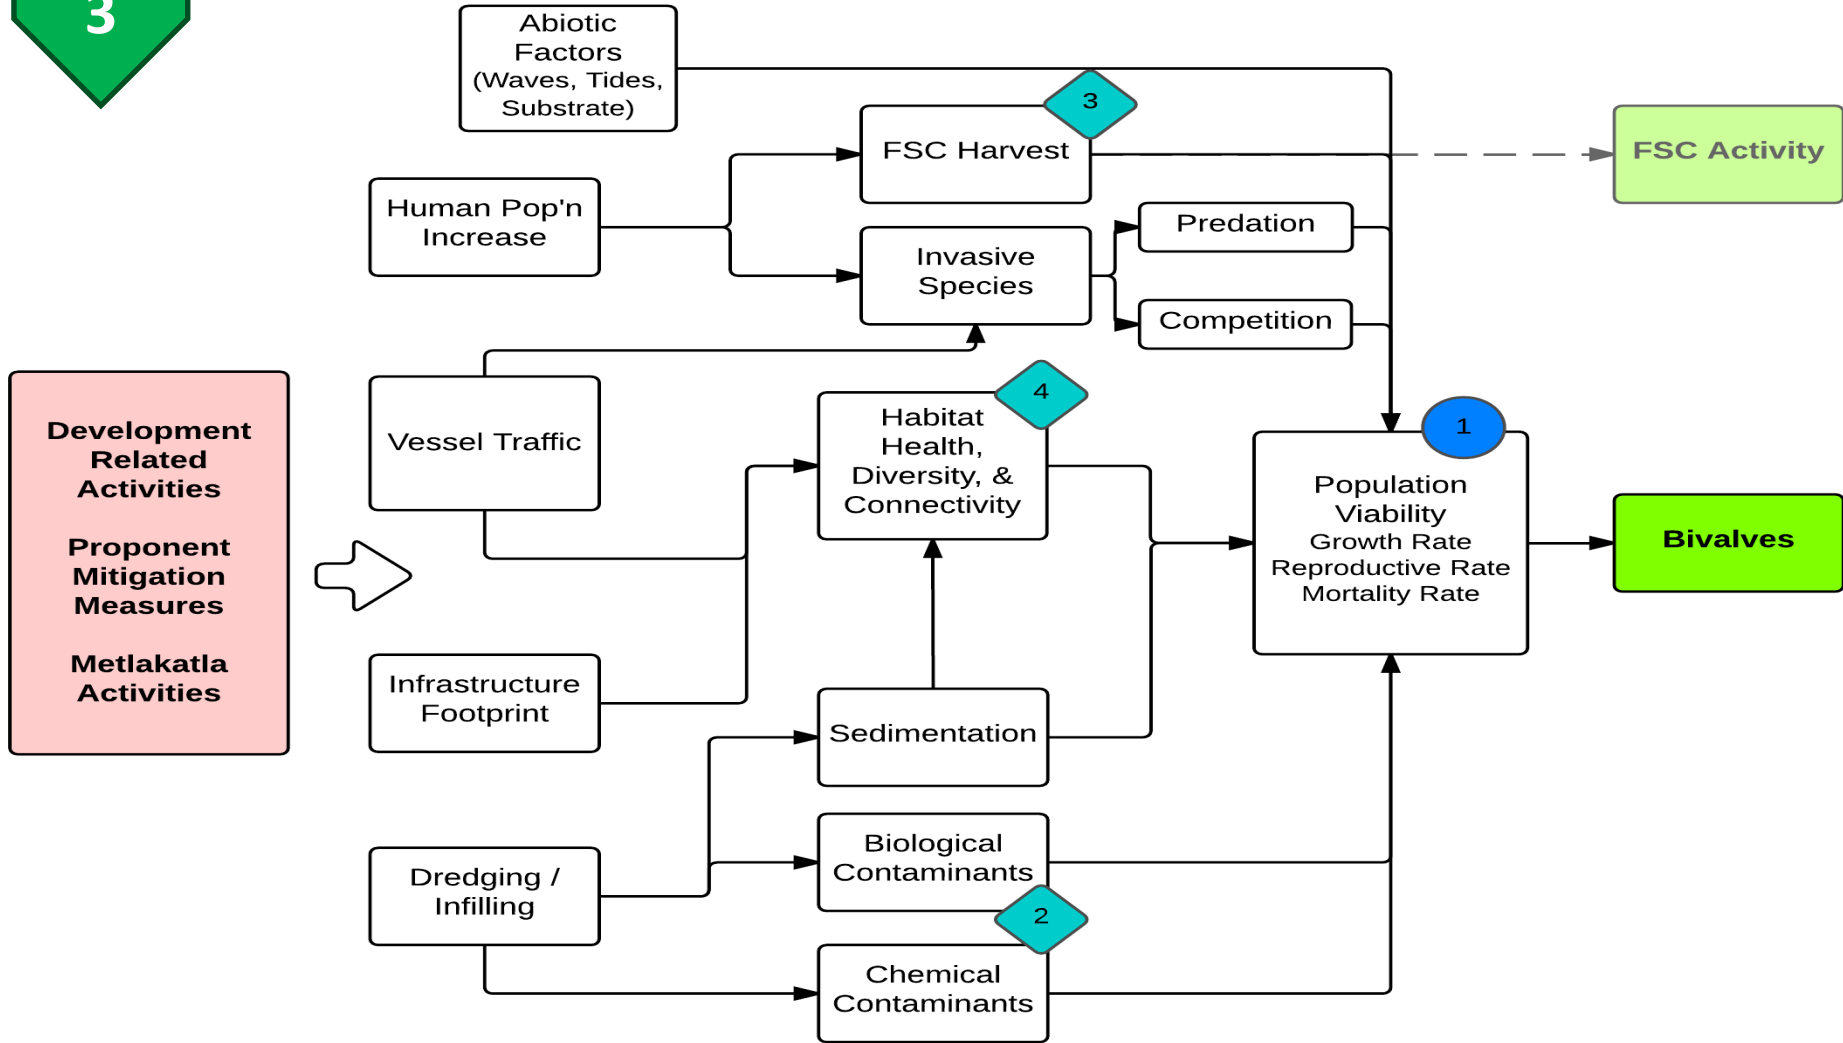 3
Abiotic
Factors
(Waves, Tides,
Substrate)
3
FSC Harvest
FSC Activity
Human Pop'n
Increase
Predation
Invasive
Species
Competition
Development
Related
Activities
Proponent
Mitigation
Measures
Metlakatla
Activities
Vessel Traffic
4
Habitat
Health,
Diversity, &
Connectivity
1
Population
Viability
Growth Rate
Reproductive Rate
Mortality Rate
Bivalves
Infrastructure
Footprint
Sedimentation
Biological
Contaminants
Dredging /
Infilling
2
Chemical
Contaminants